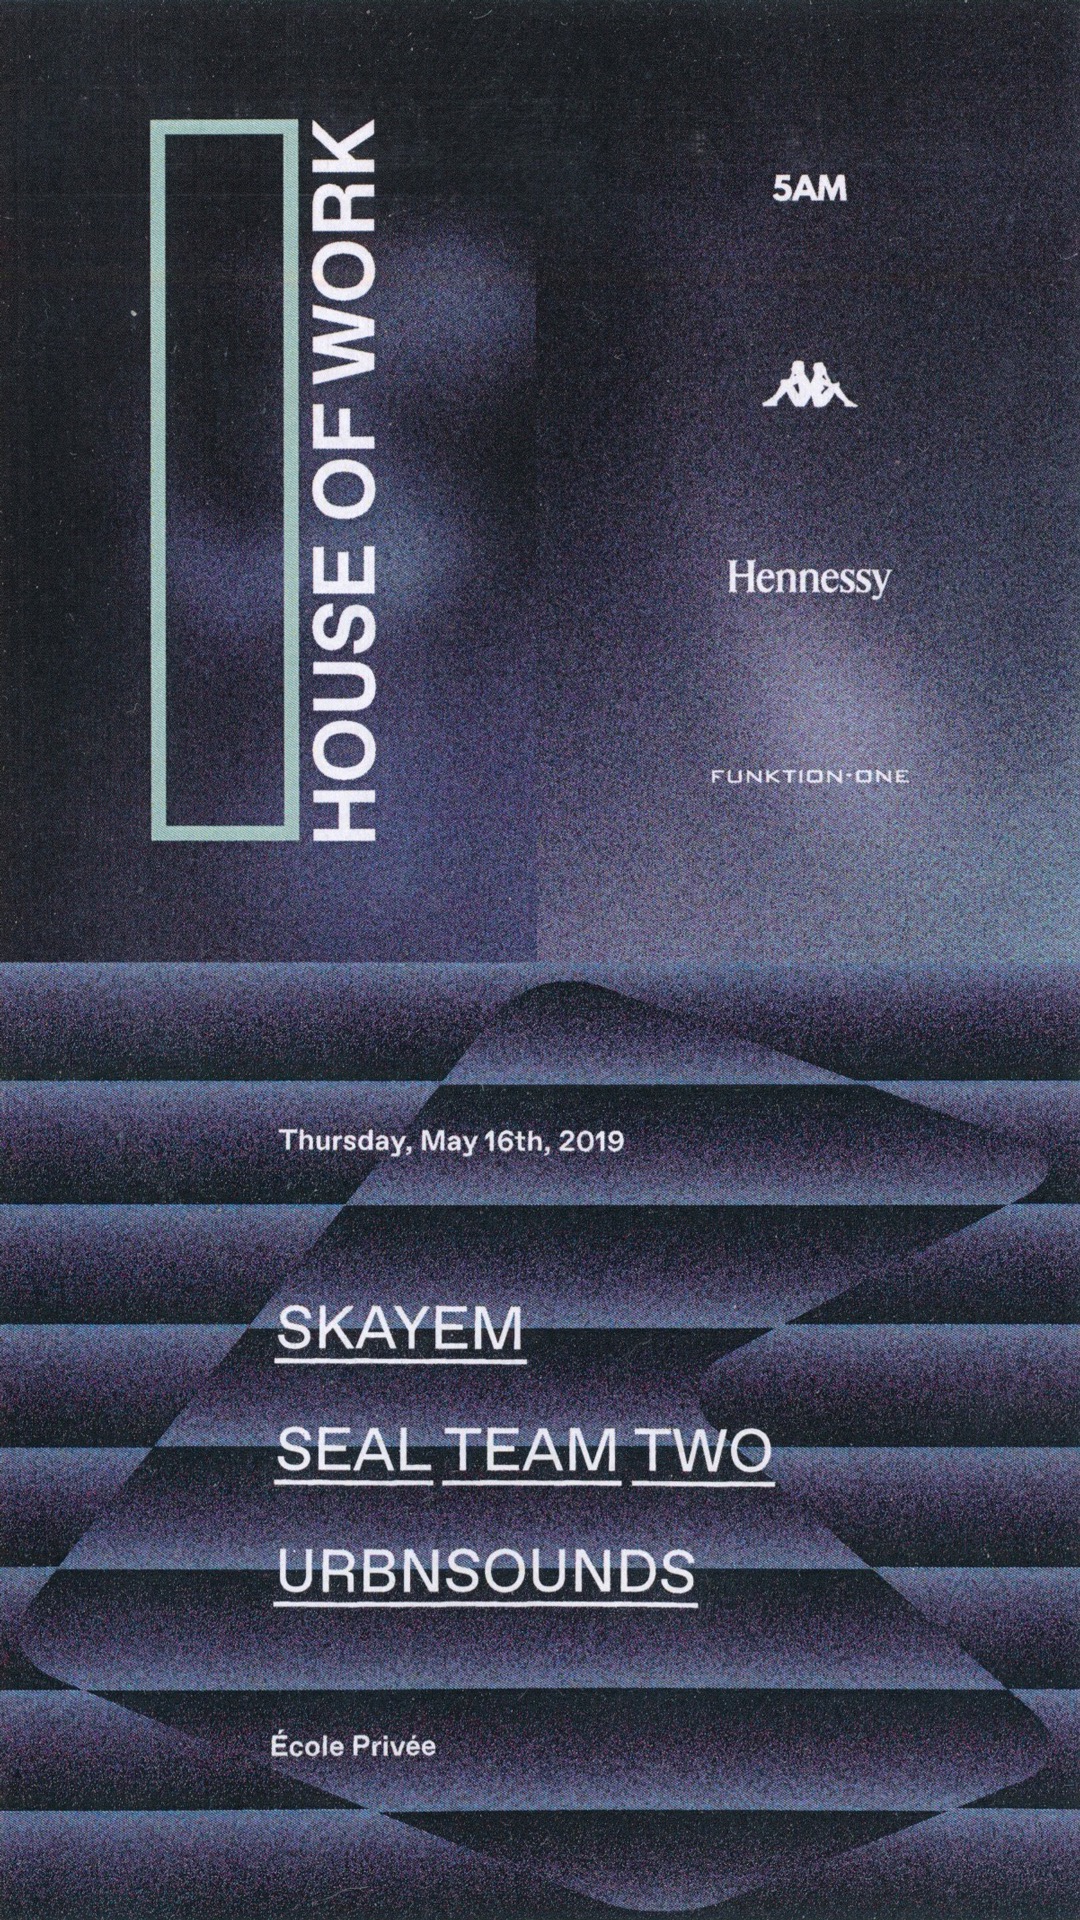 HOUSE OF WORK
5AM
Hennessy
FUNKTION-ONE
Thursday, May 16th, 2019
SKAYEM
SEAL TEAM TWO
URBNSOUNDS
École Privée